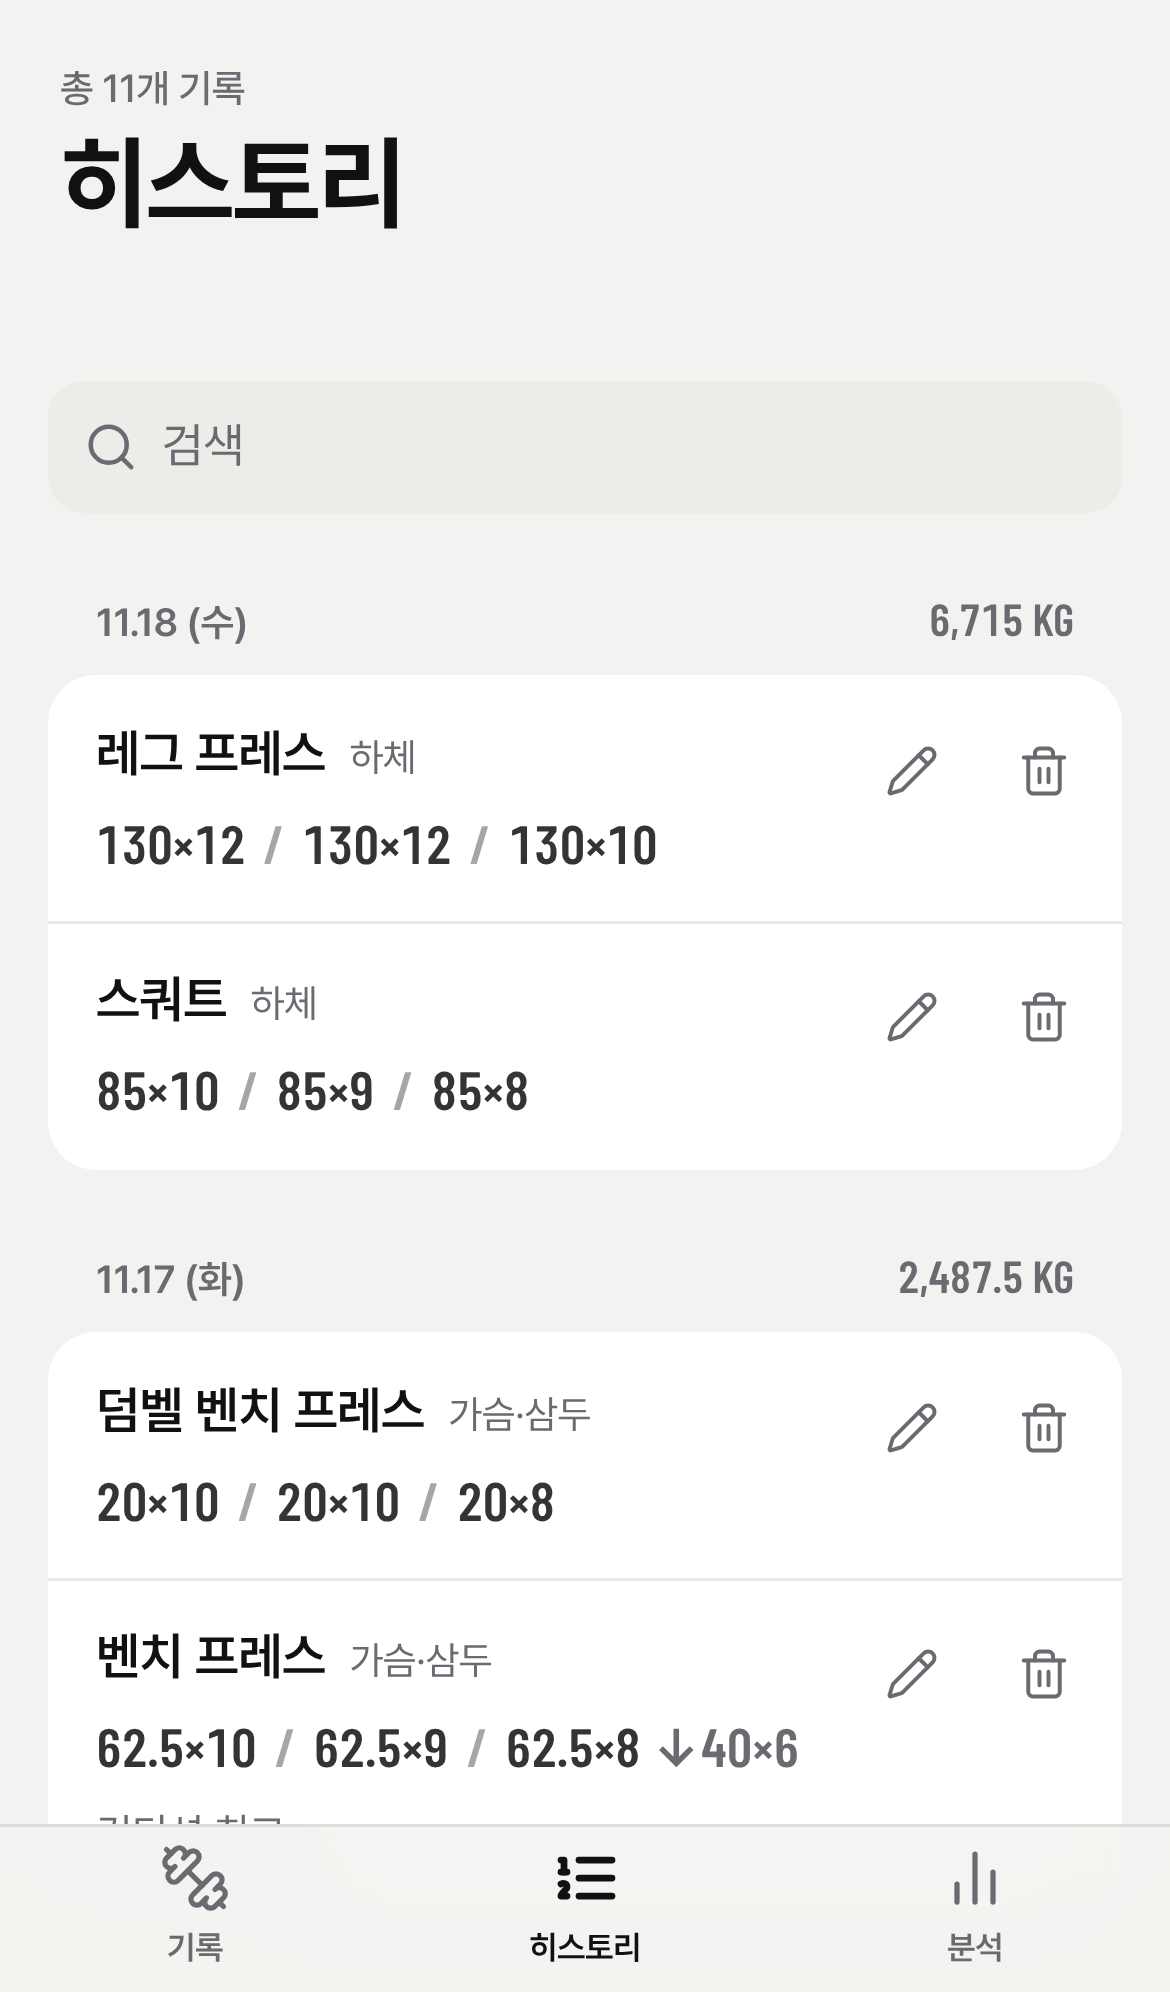 총 11개 기록
히스토리
검색
11.18 (수) 6,715 KG
레그 프레스 하체
130×12 / 130×12 / 130×10
스쿼트 하체
85×10 / 85×9 / 85×8
11.17 (화) 2,487.5 KG
덤벨 벤치 프레스 가슴·삼두
20×10 / 20×10 / 20×8
벤치 프레스 가슴·삼두
62.5×10 / 62.5×9 / 62.5×8 ↓40×6
기록 히스토리 분석